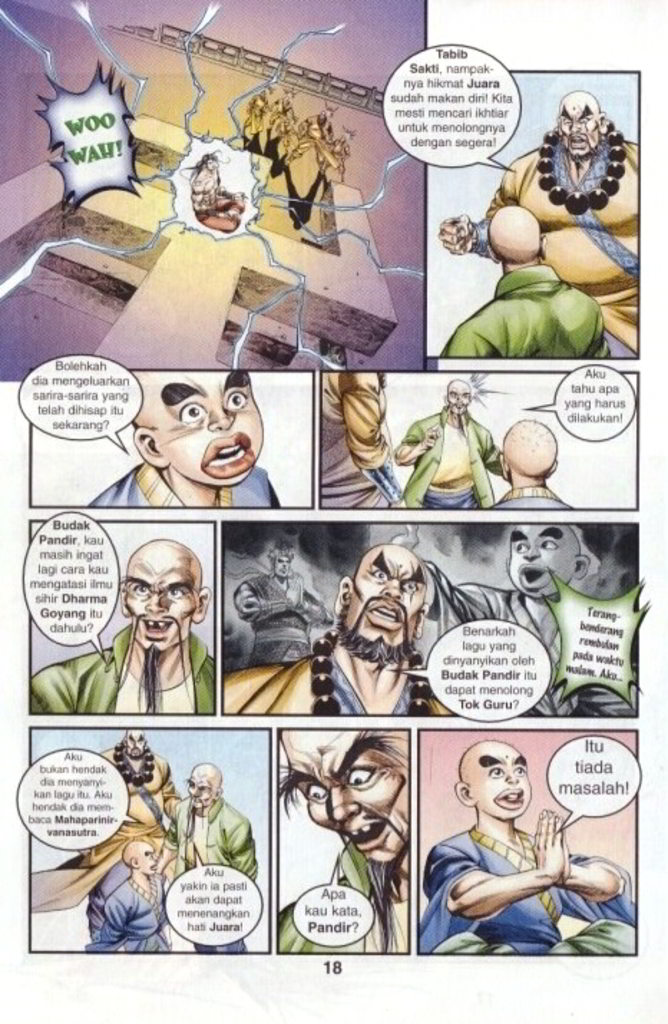 WOO
WAH!
Tabib
Sakti, nampak-
nya hikmat Juara
sudah makan diri! Kita
mesti mencari ikhtiar
untuk menolongnya
dengan segera!
Bolehkah
dia mengeluarkan
sarira-sarira yang
telah dihisap itu
sekarang?
Aku
tahu apa
yang harus
dilakukan!
Budak
Pandir, kau
masih ingat
lagi cara kau
mengatasi ilmu
sihir Dharma
Goyang itu
dahulu?
Benarkah
lagu yang
dinyanyikan oleh
Budak Pandir itu
dapat menolong
Tok Guru?
Terang-
benderang
rembulan
pada waktu
malam. Aku...
Aku
bukan hendak
dia menyanyi-
kan lagu itu. Aku
hendak dia mem-
baca Mahaparinir-
vanasutra.
Aku
yakin ia pasti
akan dapat
menenangkan
hati Juara!
Apa
kau kata,
Pandir?
Itu
tiada
masalah!
18